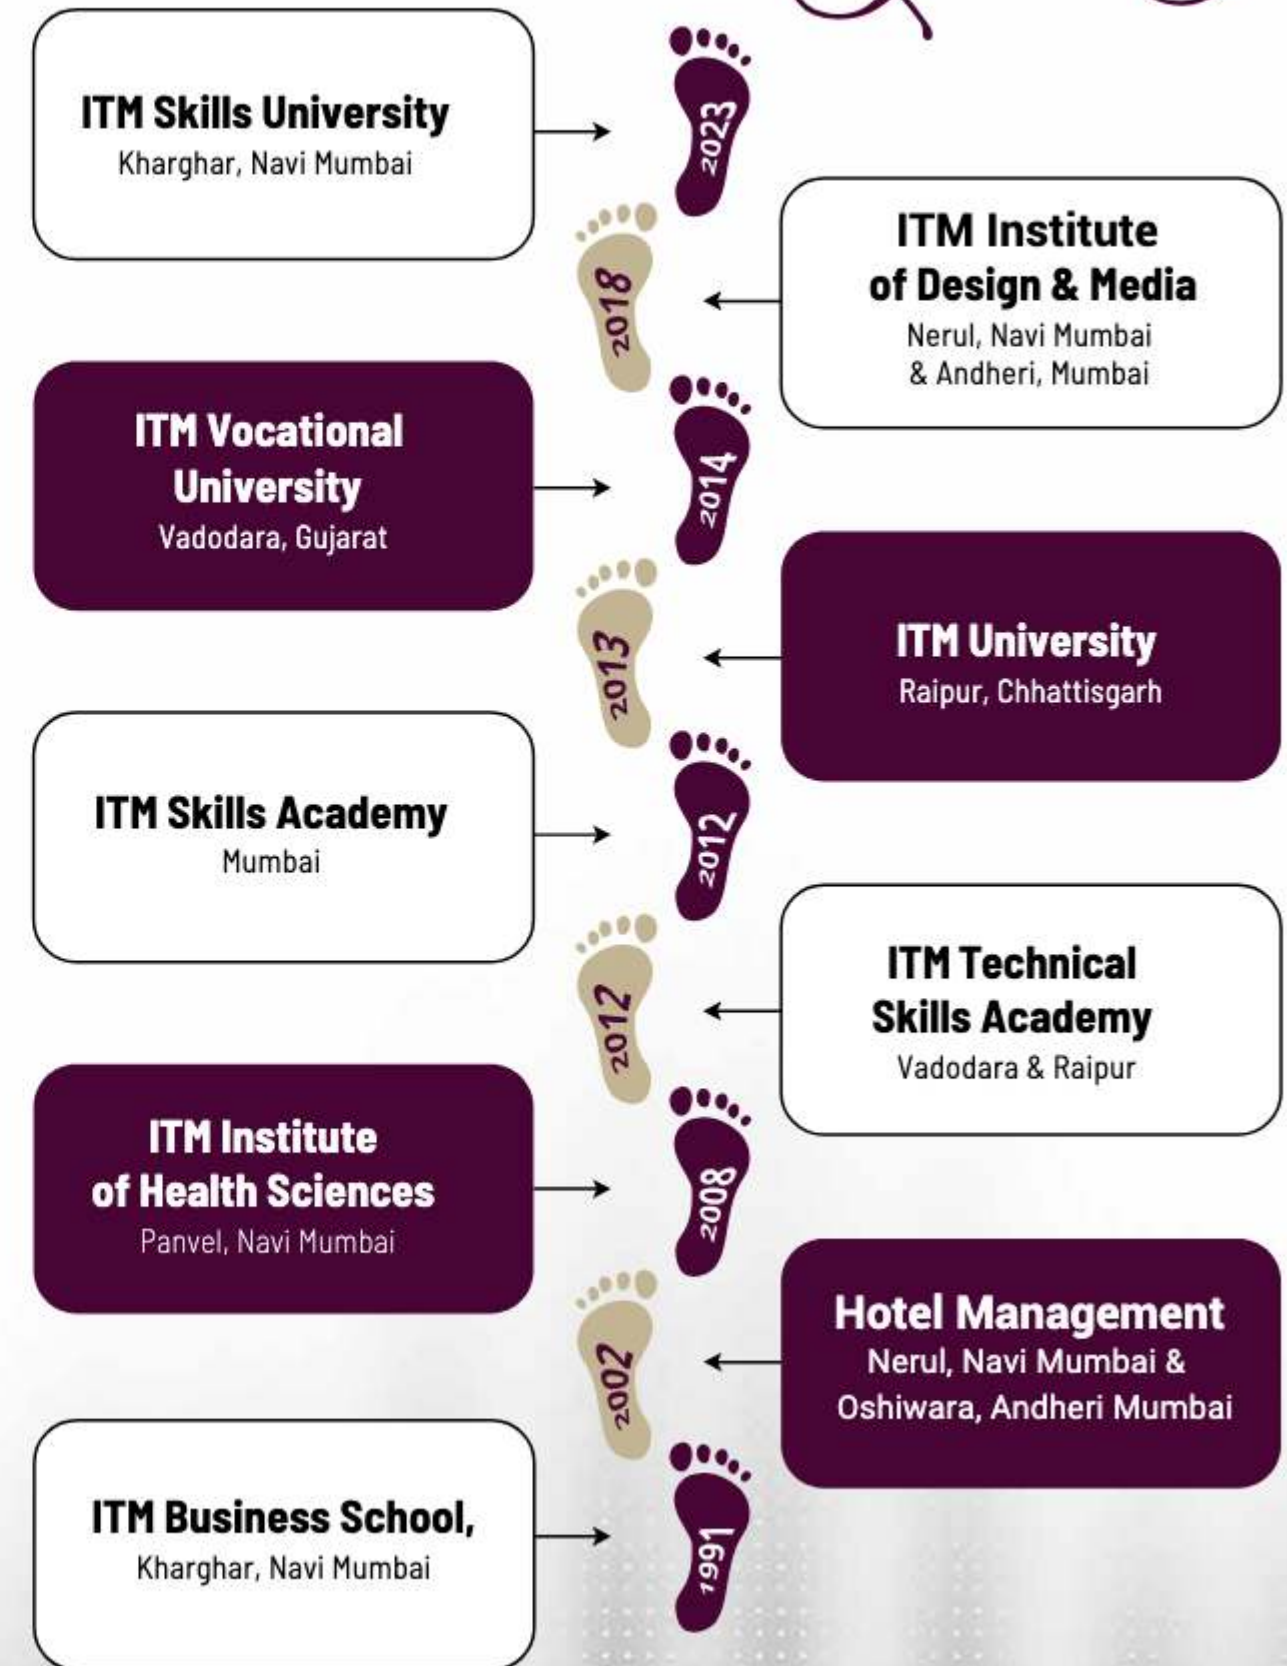 ITM Skills University
Kharghar, Navi Mumbai
2023
ITM Institute
of Design & Media
Nerul, Navi Mumbai
& Andheri, Mumbai
2018
ITM Vocational
University
Vadodara, Gujarat
2014
ITM University
Raipur, Chhattisgarh
2013
ITM Skills Academy
Mumbai
2012
ITM Technical
Skills Academy
Vadodara & Raipur
2012
ITM Institute
of Health Sciences
Panvel, Navi Mumbai
2008
Hotel Management
Nerul, Navi Mumbai &
Oshiwara, Andheri Mumbai
2002
ITM Business School,
Kharghar, Navi Mumbai
1991